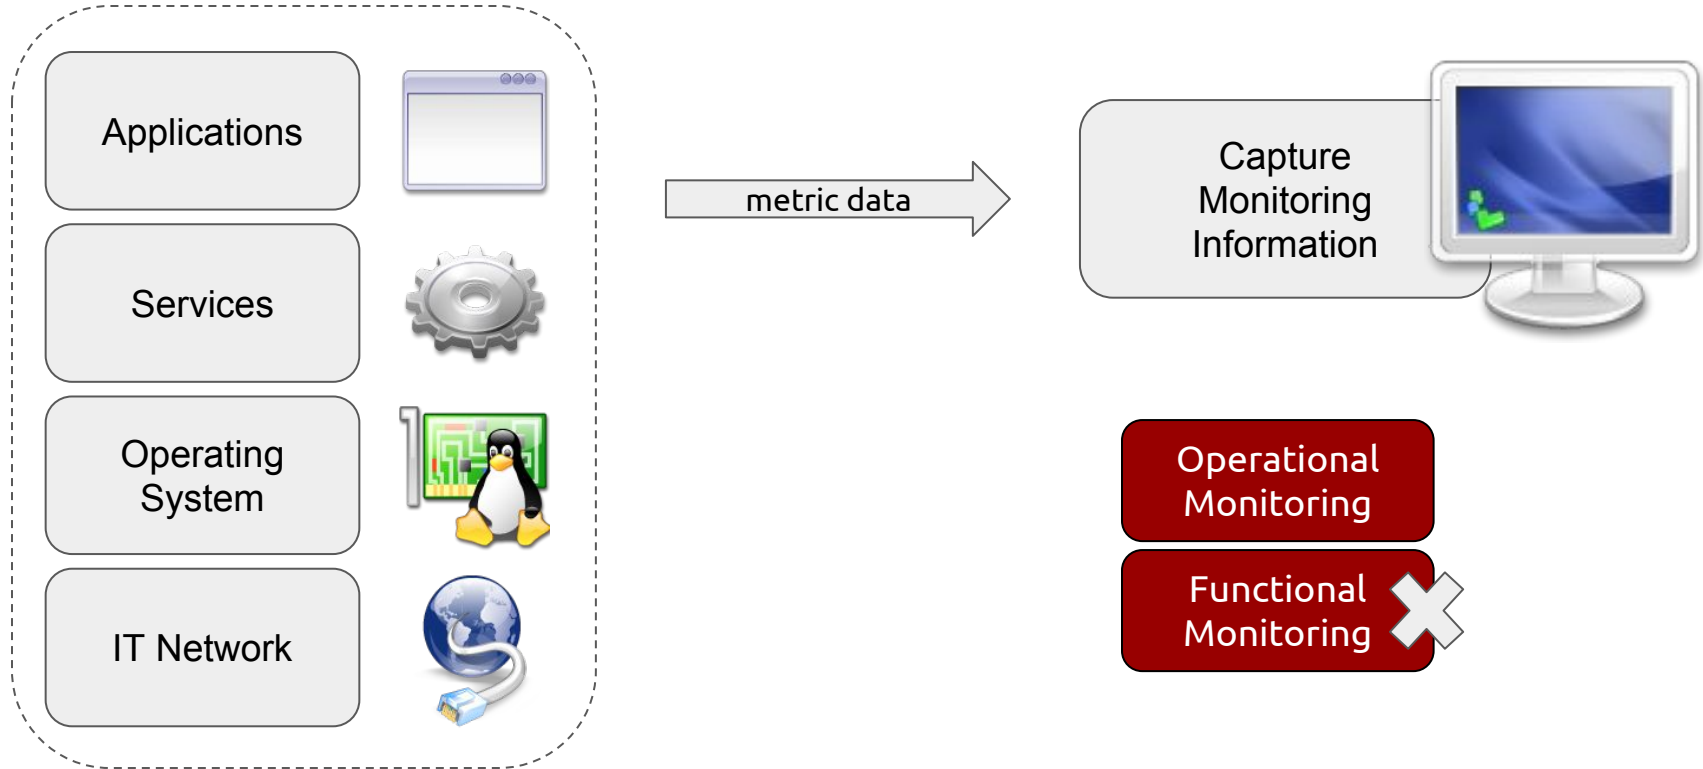 Applications
Services
Operating
System
IT Network
metric data
Capture
Monitoring
Information
Operational
Monitoring
Functional
Monitoring